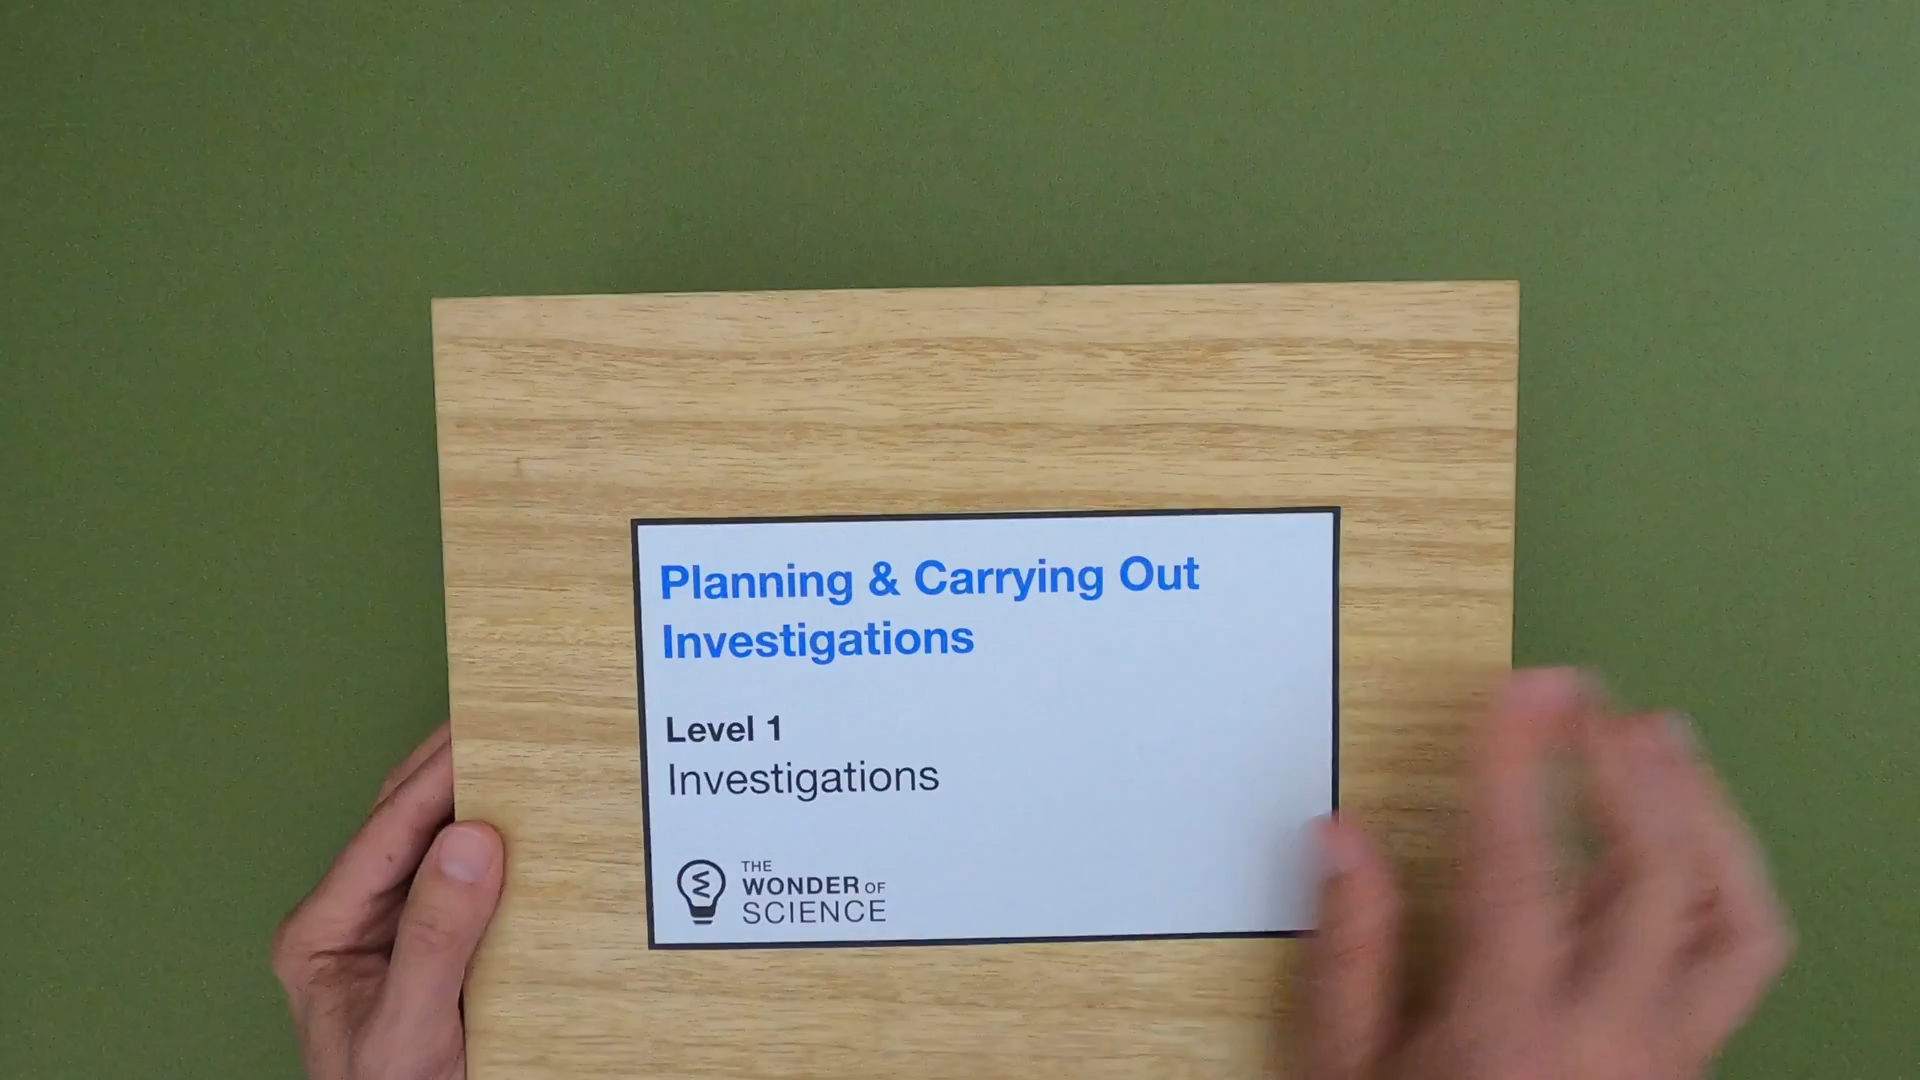 Planning & Carrying Out
Investigations
Level 1
Investigations
THE
WONDER OF
SCIENCE